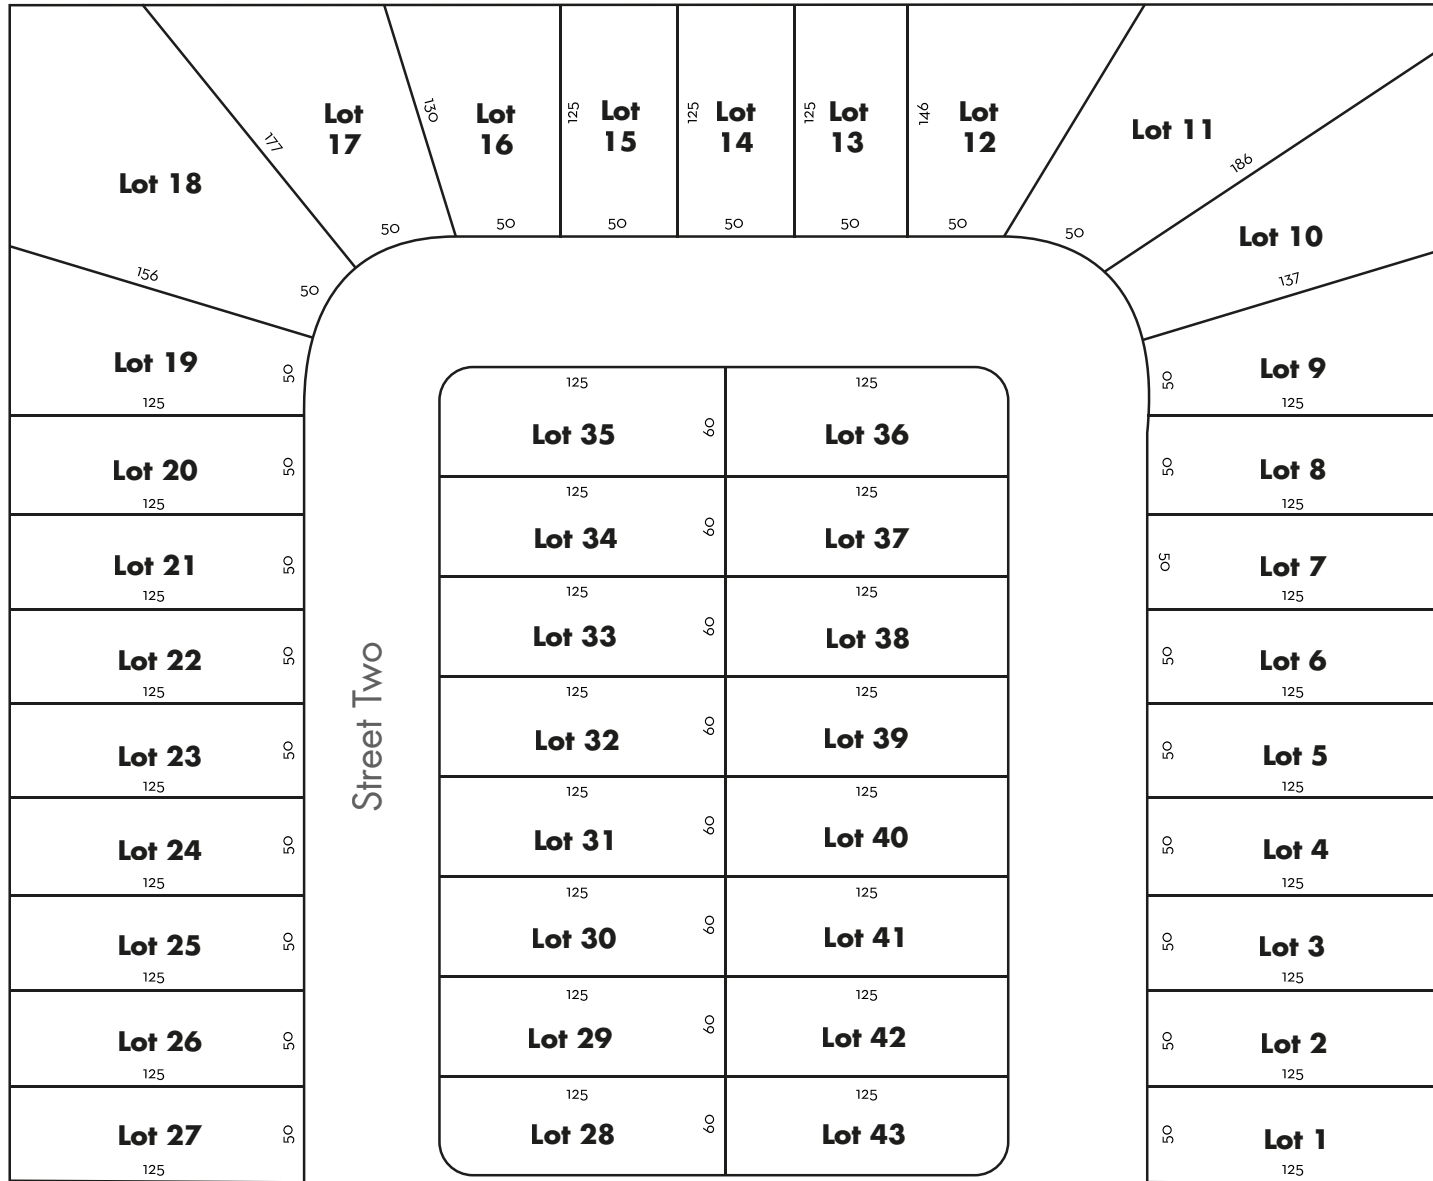 Lot
17
130
Lot
16
125
Lot
15
125
Lot
14
125
Lot
13
146
Lot
12
Lot 11
177
186
Lot 18
50
50
50
50
50
50
50
Lot 10
156
137
50
Lot 19
50
125
50
Lot 9
125
125
60
125
Lot 35
Lot 36
Lot 20
50
125
50
Lot 8
125
125
60
125
Lot 34
Lot 37
Lot 21
50
125
50
Lot 7
125
125
60
125
Lot 33
Lot 38
Lot 22
50
125
50
Lot 6
125
Street Two
125
60
125
Lot 32
Lot 39
Lot 23
50
125
50
Lot 5
125
125
60
125
Lot 31
Lot 40
Lot 24
50
125
50
Lot 4
125
125
60
125
Lot 30
Lot 41
Lot 25
50
125
50
Lot 3
125
125
60
125
Lot 29
Lot 42
Lot 26
50
125
50
Lot 2
125
125
60
125
Lot 28
Lot 43
Lot 27
50
125
50
Lot 1
125